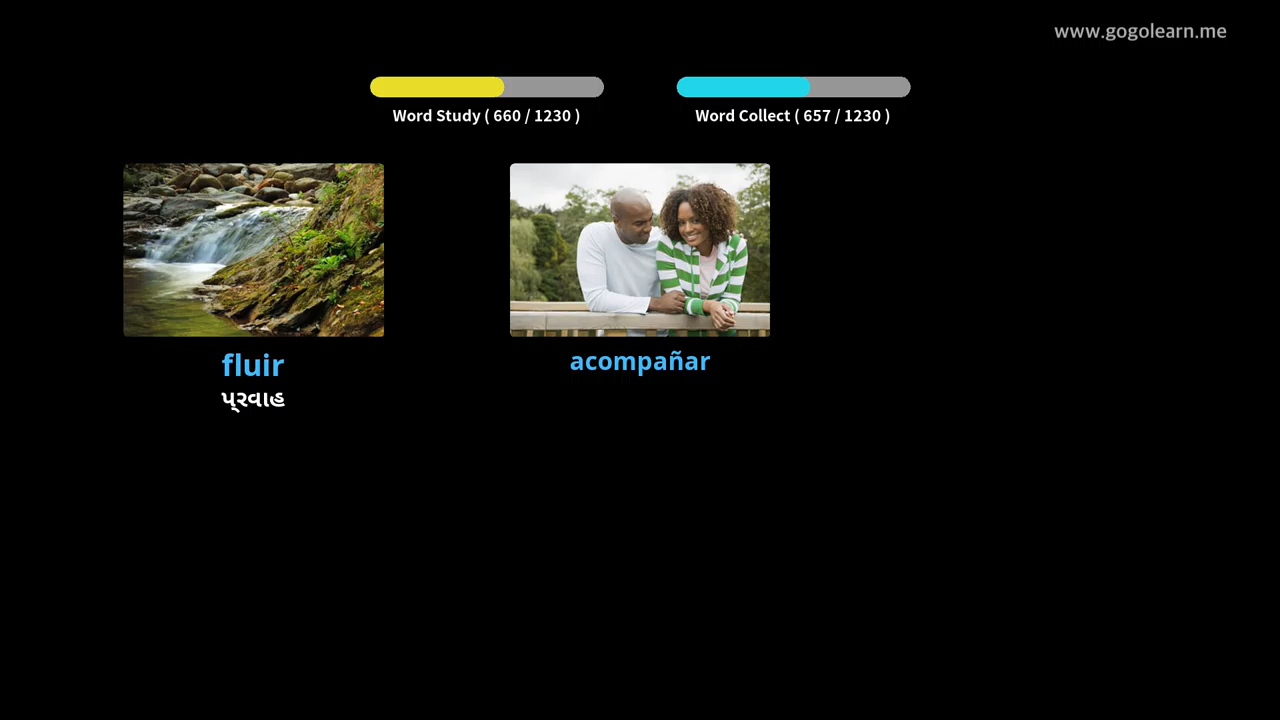 www.gogolearn.me
Word Study ( 660 / 1230 )
Word Collect ( 657 / 1230 )
fluir
પ્રવાહ
acompañar